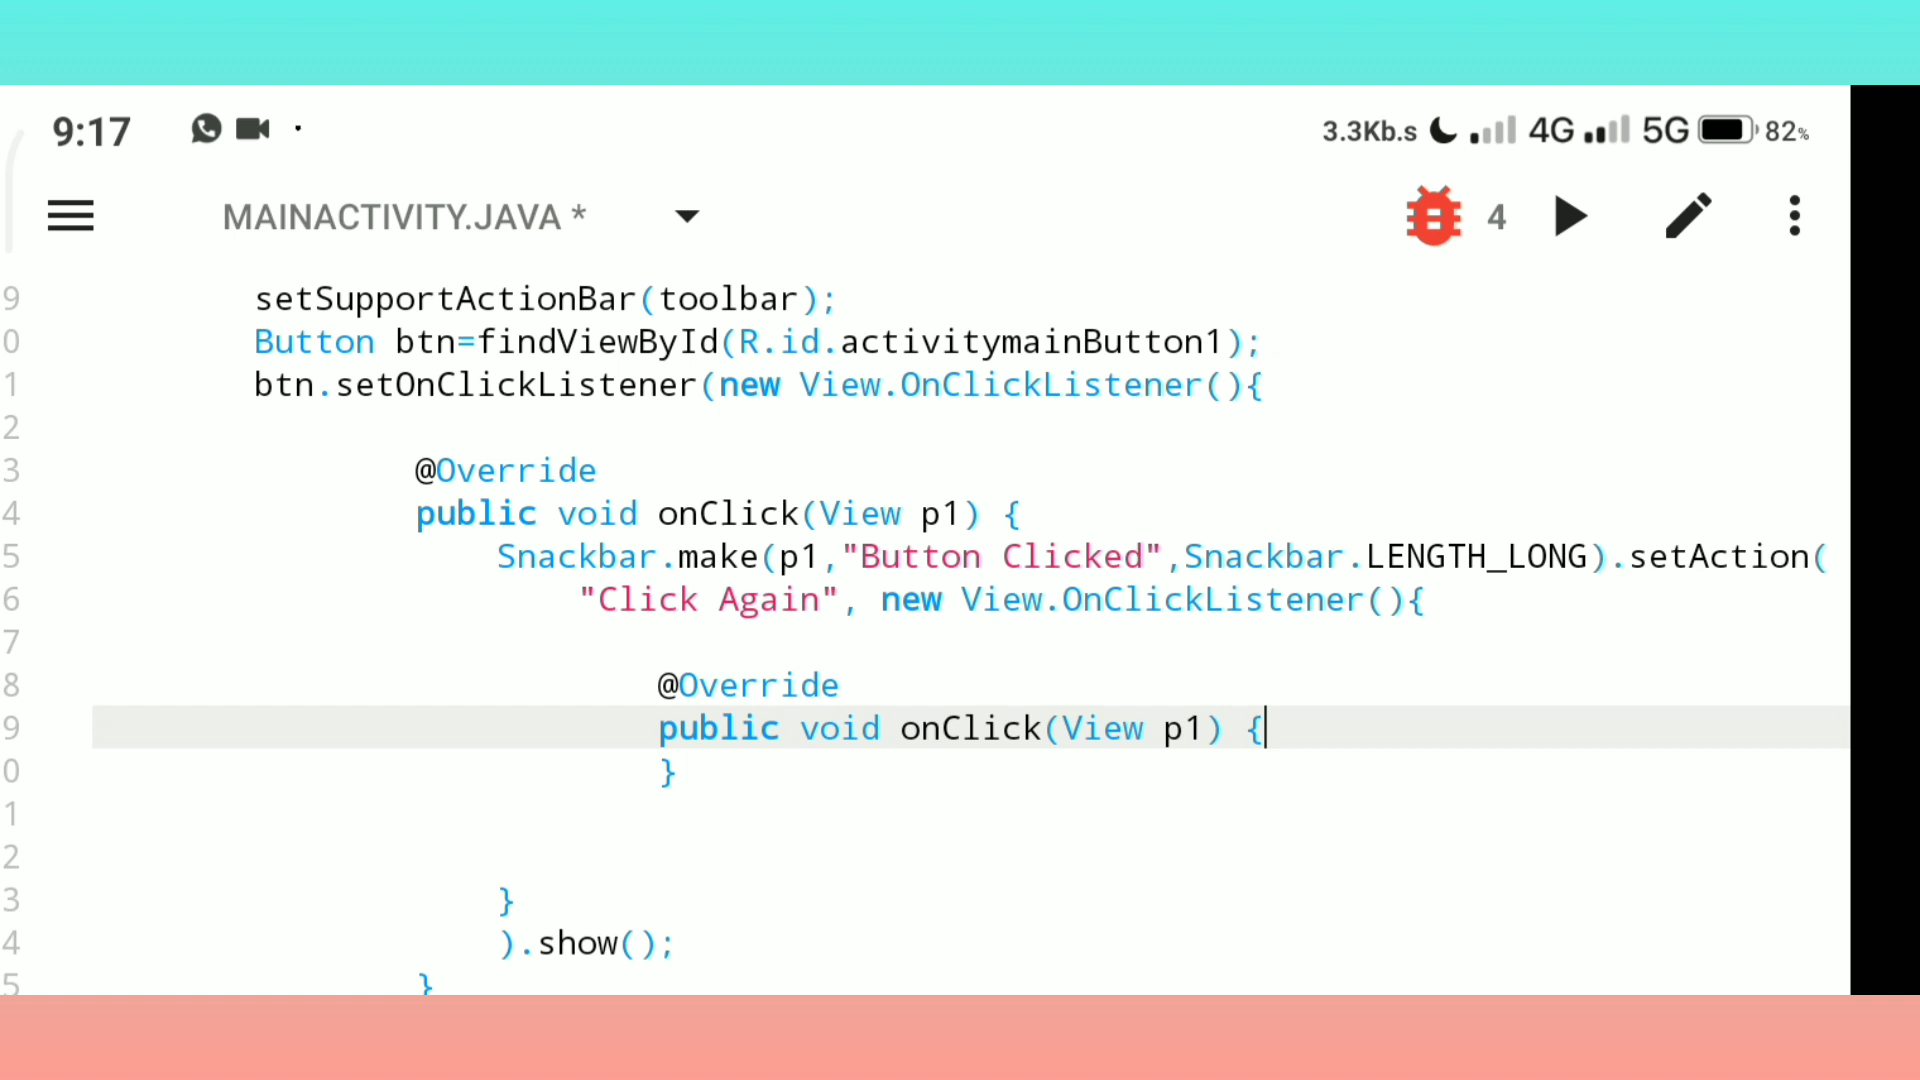 9:17 3.3Kb.s 4G 5G 82%
MAINACTIVITY.JAVA * 4
9 setSupportActionBar(toolbar);
0 Button btn=findViewById(R.id.activitymainButton1);
1 btn.setOnClickListener(new View.OnClickListener(){
2
3 @Override
4 public void onClick(View p1) {
5 Snackbar.make(p1,"Button Clicked",Snackbar.LENGTH_LONG).setAction(
6 "Click Again", new View.OnClickListener(){
7
8 @Override
9 public void onClick(View p1) {
0 }
1
2
3 }
4 ).show();
5 }